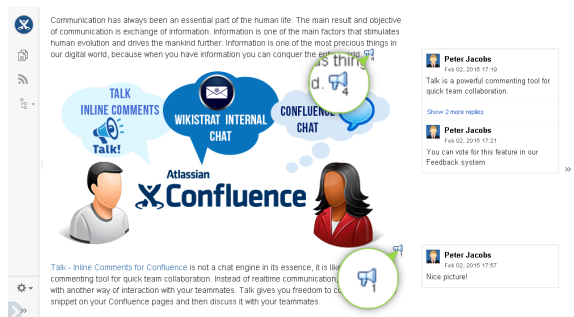 Communication has always been an essential part of the human life. The main result and objective
of communication is exchange of information. Information is one of the main factors that stimulates
human evolution and drives the mankind further. Information is one of the most precious things in
our digital world, because when you have information you can conquer the
us thing
d. 4
TALK
INLINE COMMENTS
Talk!
WIKISTRAT INTERNAL
CHAT
CONFLUENCE
CHAT
Atlassian
Confluence
1
Talk - Inline Comments for Confluence is not a chat engine in its essence, it is like
commenting tool for quick team collaboration. Instead of realtime communication,
with another way of interaction with your teammates. Talk gives you freedom to
snippet on your Confluence pages and then discuss it with your teammates.
1
Peter Jacobs
Feb 02, 2015 17:19
Talk is a powerful commenting tool for
quick team collaboration.
Show 2 more replies
Peter Jacobs
Feb 02, 2015 17:21
You can vote for this feature in our
Feedback system.
Peter Jacobs
Feb 02, 2015 17:57
Nice picture!